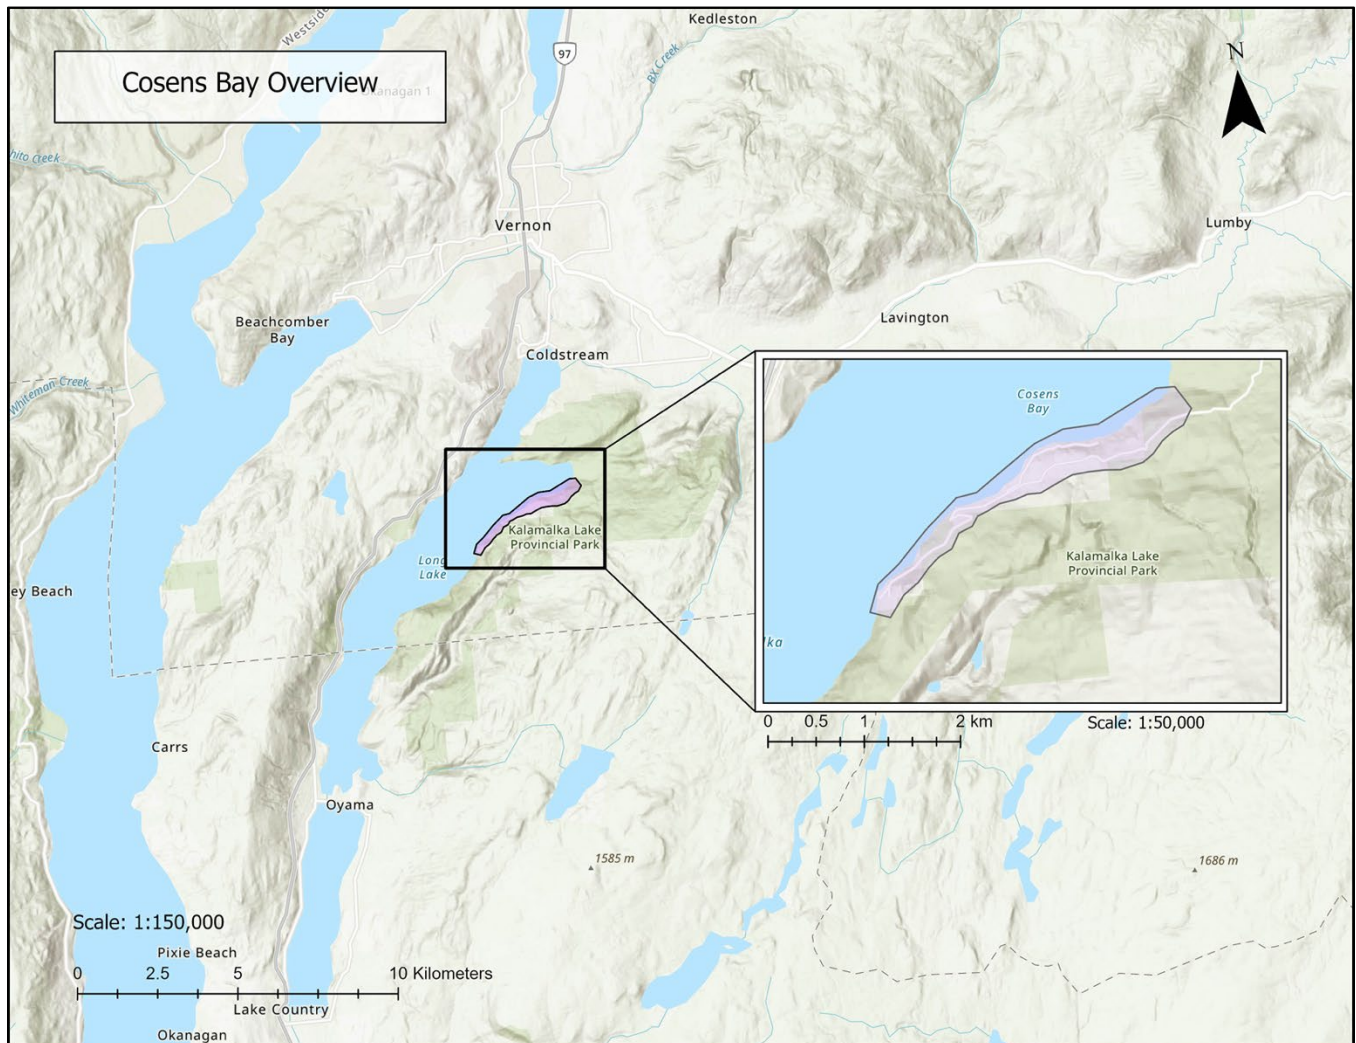 Kedleston
Westside
97
BX Creek
N
Cosens Bay Overview
Okanagan 1
hito Creek
Vernon
Lumby
Beachcomber
Bay
Lavington
Coldstream
Whiteman Creek
Cosens
Bay
Kalamalka Lake
Provincial Park
Long
Lake
Kalamalka Lake
Provincial Park
ey Beach
lka
0 0.5 1 2 km
Scale: 1:50,000
Carrs
Oyama
1585 m
1686 m
Scale: 1:150,000
Pixie Beach
0 2.5 5 10 Kilometers
Lake Country
Okanagan